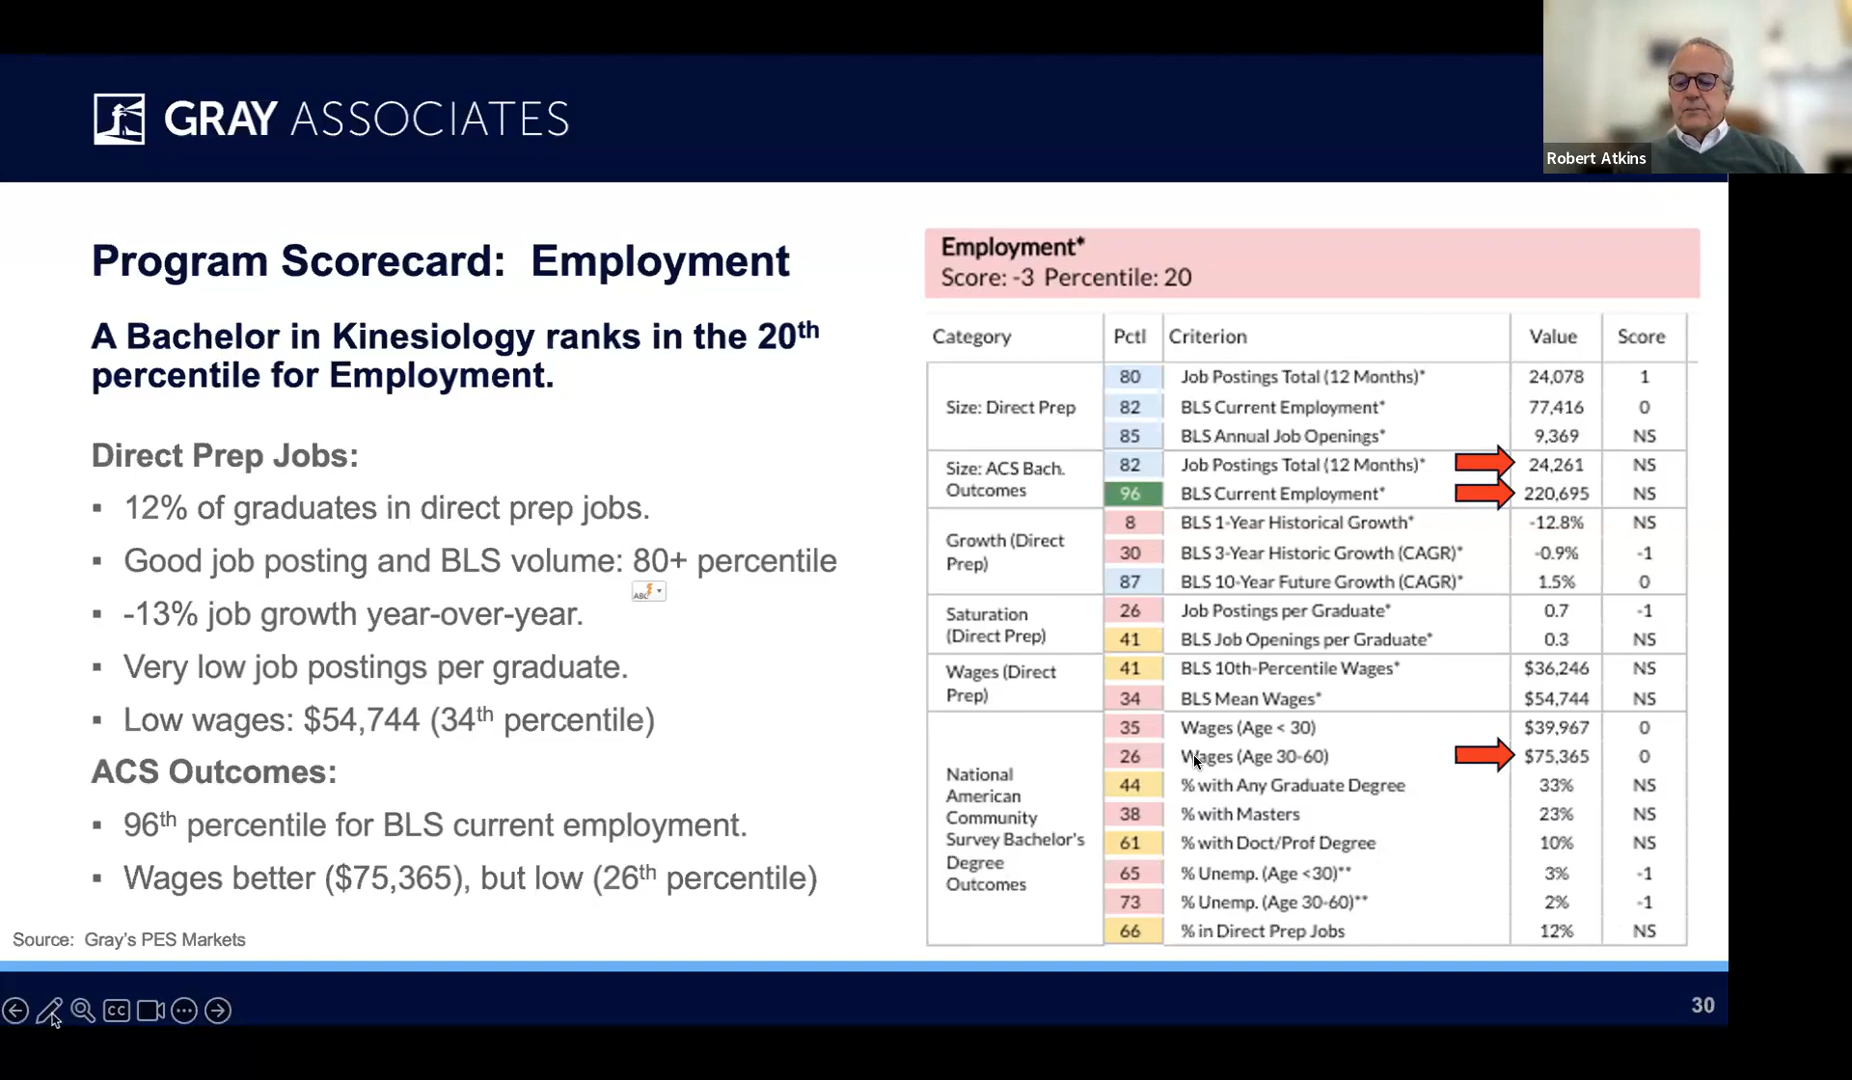 GRAY ASSOCIATES
Robert Atkins
Program Scorecard: Employment
A Bachelor in Kinesiology ranks in the 20th
percentile for Employment.
Direct Prep Jobs:
▪ 12% of graduates in direct prep jobs.
▪ Good job posting and BLS volume: 80+ percentile
ABC
▪ -13% job growth year-over-year.
▪ Very low job postings per graduate.
▪ Low wages: $54,744 (34th percentile)
ACS Outcomes:
▪ 96th percentile for BLS current employment.
▪ Wages better ($75,365), but low (26th percentile)
Source: Gray's PES Markets
Employment*
Score: -3 Percentile: 20
Category Pctl Criterion Value Score
Size: Direct Prep
80 Job Postings Total (12 Months)* 24,078 1
82 BLS Current Employment* 77,416 0
85 BLS Annual Job Openings* 9,369 NS
Size: ACS Bach.
Outcomes
82 Job Postings Total (12 Months)* 24,261 NS
96 BLS Current Employment* 220,695 NS
Growth (Direct
Prep)
8 BLS 1-Year Historical Growth* -12.8% NS
30 BLS 3-Year Historic Growth (CAGR)* -0.9% -1
87 BLS 10-Year Future Growth (CAGR)* 1.5% 0
Saturation
(Direct Prep)
26 Job Postings per Graduate* 0.7 -1
41 BLS Job Openings per Graduate* 0.3 NS
Wages (Direct
Prep)
41 BLS 10th-Percentile Wages* $36,246 NS
34 BLS Mean Wages* $54,744 NS
National
American
Community
Survey Bachelor's
Degree
Outcomes
35 Wages (Age < 30) $39,967 0
26 Wages (Age 30-60) $75,365 0
44 % with Any Graduate Degree 33% NS
38 % with Masters 23% NS
61 % with Doct/Prof Degree 10% NS
65 % Unemp. (Age <30)** 3% -1
73 % Unemp. (Age 30-60)** 2% -1
66 % in Direct Prep Jobs 12% NS
CC
30